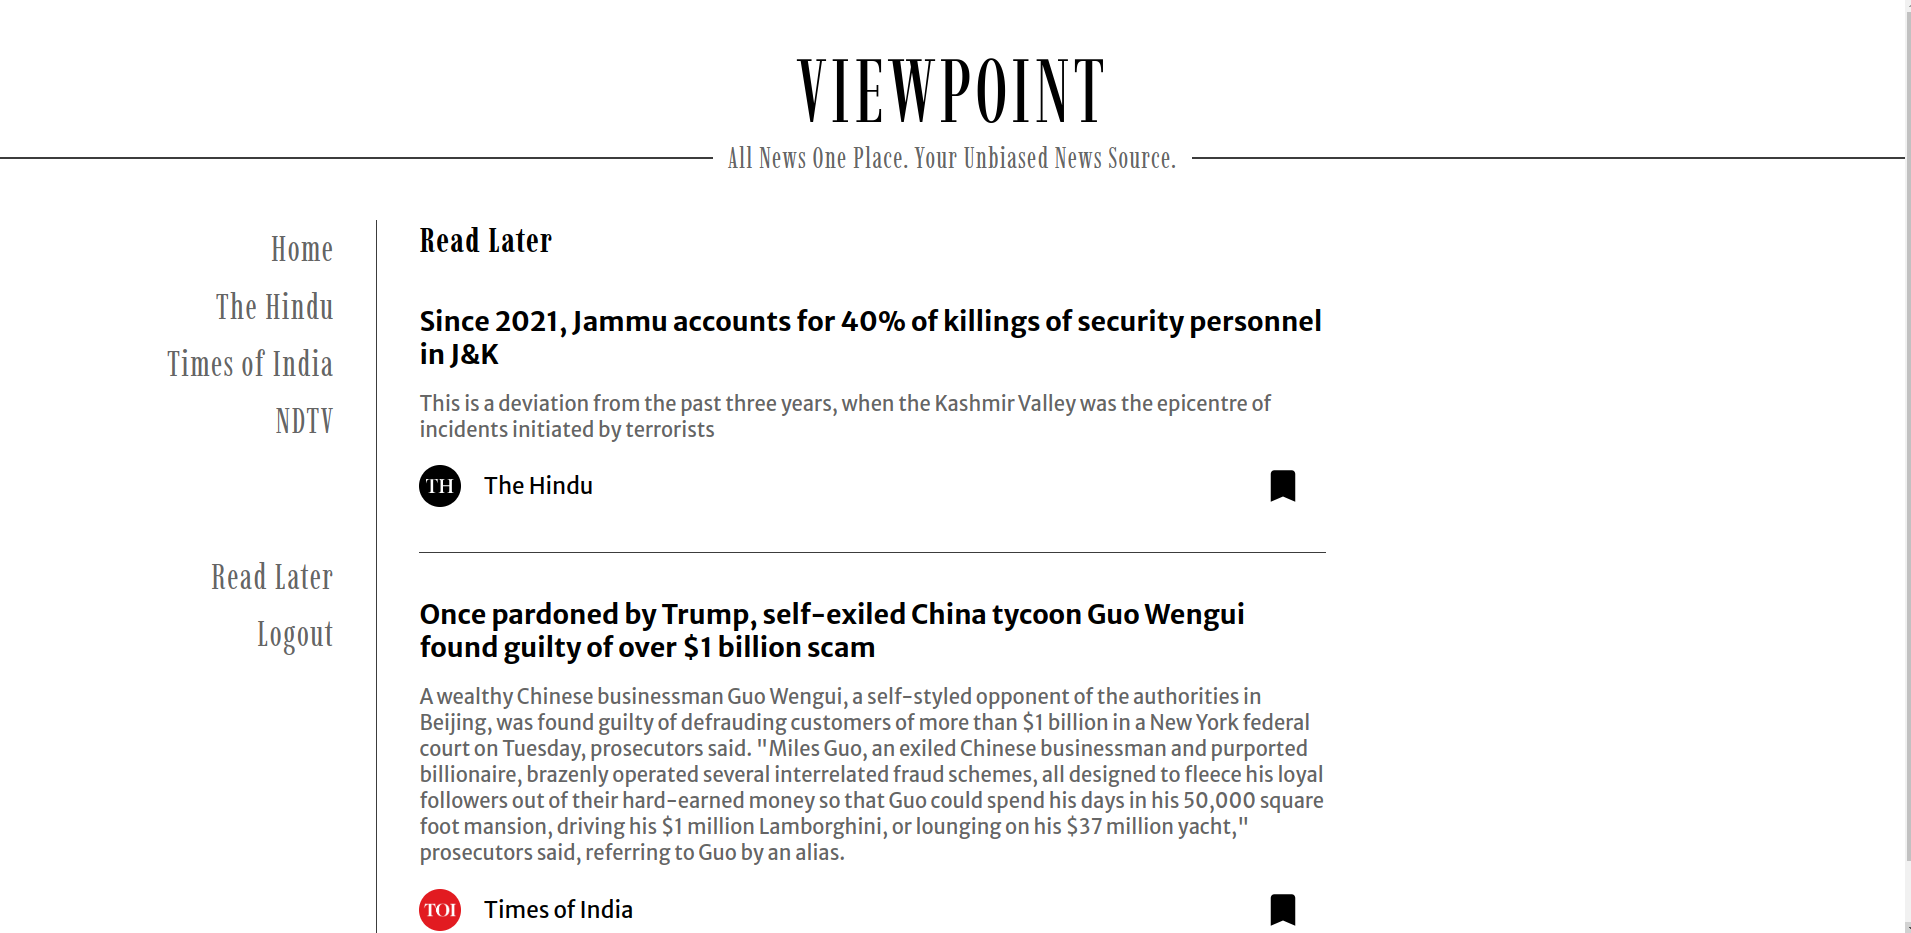 VIEWPOINT
All News One Place. Your Unbiased News Source.
Home
The Hindu
Times of India
NDTV
Read Later
Logout
Read Later
Since 2021, Jammu accounts for 40% of killings of security personnel
in J&K
This is a deviation from the past three years, when the Kashmir Valley was the epicentre of
incidents initiated by terrorists
TH
The Hindu
Once pardoned by Trump, self-exiled China tycoon Guo Wengui
found guilty of over $1 billion scam
A wealthy Chinese businessman Guo Wengui, a self-styled opponent of the authorities in
Beijing, was found guilty of defrauding customers of more than $1 billion in a New York federal
court on Tuesday, prosecutors said. "Miles Guo, an exiled Chinese businessman and purported
billionaire, brazenly operated several interrelated fraud schemes, all designed to fleece his loyal
followers out of their hard-earned money so that Guo could spend his days in his 50,000 square
foot mansion, driving his $1 million Lamborghini, or lounging on his $37 million yacht,"
prosecutors said, referring to Guo by an alias.
TOI
Times of India